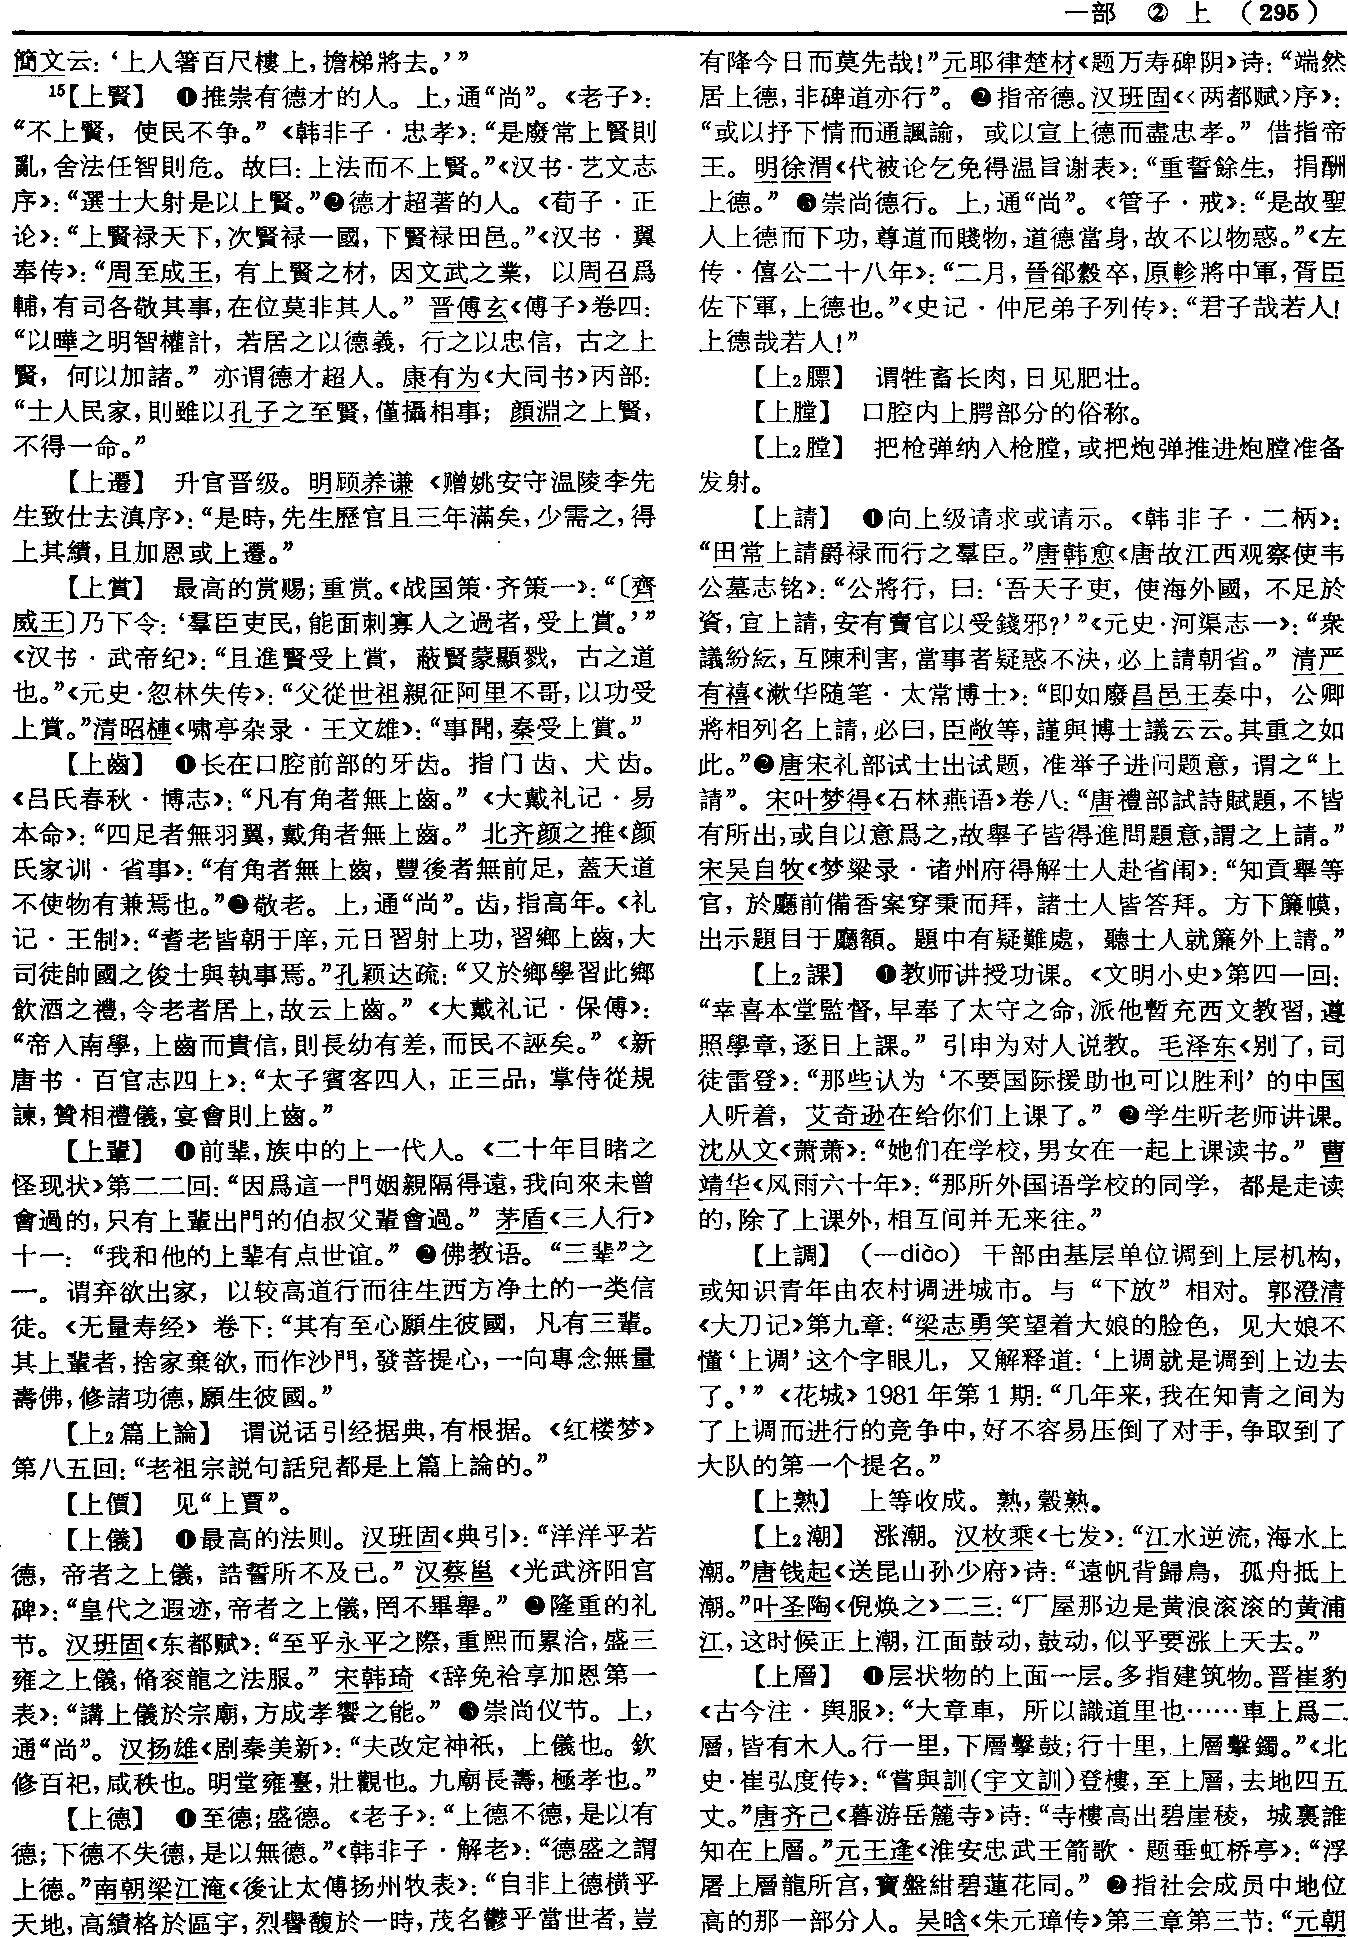 一部 ② 上 （295）
簡文云：‘上人箸百尺樓上，擔梯將去。’”
15【上賢】 ❶推崇有德才的人。上，通“尚”。《老子》：
“不上賢，使民不争。”《韩非子·忠孝》：“是廢常上賢則
亂，舍法任智則危。故曰：上法而不上賢。”《汉书·艺文志
序》：“選士大射是以上賢。”❷德才超著的人。《荀子·正
论》：“上賢禄天下，次賢禄一國，下賢禄田邑。”《汉书·翼
奉传》：“周至成王，有上賢之材，因文武之業，以周召爲
輔，有司各敬其事，在位莫非其人。”晋傅玄《傅子》卷四：
“以曄之明智權計，若居之以德義，行之以忠信，古之上
賢，何以加諸。”亦谓德才超人。康有为《大同书》丙部：
“士人民家，則雖以孔子之至賢，僅攝相事；顔淵之上賢，
不得一命。”
【上遷】 升官晋级。明顾养谦《赠姚安守温陵李先
生致仕去滇序》：“是時，先生歷官且三年滿矣，少需之，得
上其績，且加恩或上遷。”
【上賞】 最高的赏赐；重赏。《战国策·齐策一》：“〔齊
威王〕乃下令：‘羣臣吏民，能面刺寡人之過者，受上賞。’”
《汉书·武帝纪》：“且進賢受上賞，蔽賢蒙顯戮，古之道
也。”《元史·忽林失传》：“父從世祖親征阿里不哥，以功受
上賞。”清昭槤《啸亭杂录·王文雄》：“事聞，秦受上賞。”
【上齒】 ❶长在口腔前部的牙齿。指门齿、犬齿。
《吕氏春秋·博志》：“凡有角者無上齒。”《大戴礼记·易
本命》：“四足者無羽翼，戴角者無上齒。”北齐颜之推《颜
氏家训·省事》：“有角者無上齒，豐後者無前足，蓋天道
不使物有兼焉也。”❷敬老。上，通“尚”。齿，指高年。《礼
记·王制》：“耆老皆朝于庠，元日習射上功，習鄉上齒，大
司徒帥國之俊士與執事焉。”孔颖达疏：“又於鄉學習此鄉
飲酒之禮，令老者居上，故云上齒。”《大戴礼记·保傅》：
“帝入南學，上齒而貴信，則長幼有差，而民不誣矣。”《新
唐书·百官志四上》：“太子賓客四人，正三品，掌侍從規
諫，贊相禮儀，宴會則上齒。”
【上輩】 ❶前辈，族中的上一代人。《二十年目睹之
怪现状》第二二回：“因爲這一門姻親隔得遠，我向來未曾
會過的，只有上輩出門的伯叔父輩會過。”茅盾《三人行》
十一：“我和他的上辈有点世谊。”❷佛教语。“三辈”之
一。谓弃欲出家，以较高道行而往生西方净土的一类信
徒。《无量寿经》卷下：“其有至心願生彼國，凡有三輩。
其上輩者，捨家棄欲，而作沙門，發菩提心，一向專念無量
壽佛，修諸功德，願生彼國。”
【上₂篇上論】 谓说话引经据典，有根据。《红楼梦》
第八五回：“老祖宗説句話兒都是上篇上論的。”
【上價】 见“上賈”。
【上儀】 ❶最高的法则。汉班固《典引》：“洋洋乎若
德，帝者之上儀，誥誓所不及已。”汉蔡邕《光武济阳宫
碑》：“皇代之遐迹，帝者之上儀，罔不畢舉。”❷隆重的礼
节。汉班固《东都赋》：“至乎永平之際，重熙而累洽，盛三
雍之上儀，脩衮龍之法服。”宋韩琦《辞免袷享加恩第一
表》：“講上儀於宗廟，方成孝饗之能。”❸崇尚仪节。上，
通“尚”。汉扬雄《剧秦美新》：“夫改定神祇，上儀也。欽
修百祀，咸秩也。明堂雍臺，壯觀也。九廟長壽，極孝也。”
【上德】 ❶至德；盛德。《老子》：“上德不德，是以有
德；下德不失德，是以無德。”《韩非子·解老》：“德盛之謂
上德。”南朝梁江淹《後让太傅扬州牧表》：“自非上德横乎
天地，高績格於區宇，烈譽馥於一時，茂名鬱乎當世者，豈
有降今日而莫先哉！”元耶律楚材《题万寿碑阴》诗：“端然
居上德，非碑道亦行”。❷指帝德。汉班固《〈两都赋〉序》：
“或以抒下情而通諷諭，或以宣上德而盡忠孝。”借指帝
王。明徐渭《代被论乞免得温旨谢表》：“重誓餘生，捐酬
上德。”❸崇尚德行。上，通“尚”。《管子·戒》：“是故聖
人上德而下功，尊道而賤物，道德當身，故不以物惑。”《左
传·僖公二十八年》：“二月，晉郤縠卒，原軫將中軍，胥臣
佐下軍，上德也。”《史记·仲尼弟子列传》：“君子哉若人！
上德哉若人！”
【上₂膘】 谓牲畜长肉，日见肥壮。
【上膛】 口腔内上腭部分的俗称。
【上₂膛】 把枪弹纳入枪膛，或把炮弹推进炮膛准备
发射。
【上請】 ❶向上级请求或请示。《韩非子·二柄》：
“田常上請爵禄而行之羣臣。”唐韩愈《唐故江西观察使韦
公墓志铭》：“公將行，曰：‘吾天子吏，使海外國，不足於
資，宜上請，安有賣官以受錢邪？’”《元史·河渠志一》：“衆
議紛紜，互陳利害，當事者疑惑不決，必上請朝省。”清严
有禧《漱华随笔·太常博士》：“即如廢昌邑王奏中，公卿
將相列名上請，必曰，臣敞等，謹與博士議云云。其重之如
此。”❷唐宋礼部试士出试题，准举子进问题意，谓之“上
請”。宋叶梦得《石林燕语》卷八：“唐禮部試詩賦題，不皆
有所出，或自以意爲之，故舉子皆得進問題意，謂之上請。”
宋吴自牧《梦粱录·诸州府得解士人赴省闱》：“知貢舉等
官，於廳前備香案穿秉而拜，諸士人皆答拜。方下簾幙，
出示題目于廳額。題中有疑難處，聽士人就簾外上請。”
【上₂課】 ❶教师讲授功课。《文明小史》第四一回：
“幸喜本堂監督，早奉了太守之命，派他暫充西文教習，遵
照學章，逐日上課。”引申为对人说教。毛泽东《别了，司
徒雷登》：“那些认为‘不要国际援助也可以胜利’的中国
人听着，艾奇逊在给你们上课了。”❷学生听老师讲课。
沈从文《萧萧》：“她们在学校，男女在一起上课读书。”曹
靖华《风雨六十年》：“那所外国语学校的同学，都是走读
的，除了上课外，相互间并无来往。”
【上調】 （—diào） 干部由基层单位调到上层机构，
或知识青年由农村调进城市。与“下放”相对。郭澄清
《大刀记》第九章：“梁志勇笑望着大娘的脸色，见大娘不
懂‘上调’这个字眼儿，又解释道：‘上调就是调到上边去
了。’”《花城》1981年第1期：“几年来，我在知青之间为
了上调而进行的竞争中，好不容易压倒了对手，争取到了
大队的第一个提名。”
【上熟】 上等收成。熟，穀熟。
【上₂潮】 涨潮。汉枚乘《七发》：“江水逆流，海水上
潮。”唐钱起《送昆山孙少府》诗：“遠帆背歸鳥，孤舟抵上
潮。”叶圣陶《倪焕之》二三：“厂屋那边是黄浪滚滚的黄浦
江，这时候正上潮，江面鼓动，鼓动，似乎要涨上天去。”
【上層】 ❶层状物的上面一层。多指建筑物。晋崔豹
《古今注·舆服》：“大章車，所以識道里也……車上爲二
層，皆有木人。行一里，下層擊鼓；行十里，上層擊鐲。”《北
史·崔弘度传》：“嘗與訓（宇文訓）登樓，至上層，去地四五
丈。”唐齐己《暮游岳麓寺》诗：“寺樓高出碧崖稜，城裏誰
知在上層。”元王逢《淮安忠武王箭歌·题垂虹桥亭》：“浮
屠上層龍所宫，寶盤紺碧蓮花同。”❷指社会成员中地位
高的那一部分人。吴晗《朱元璋传》第三章第三节：“元朝